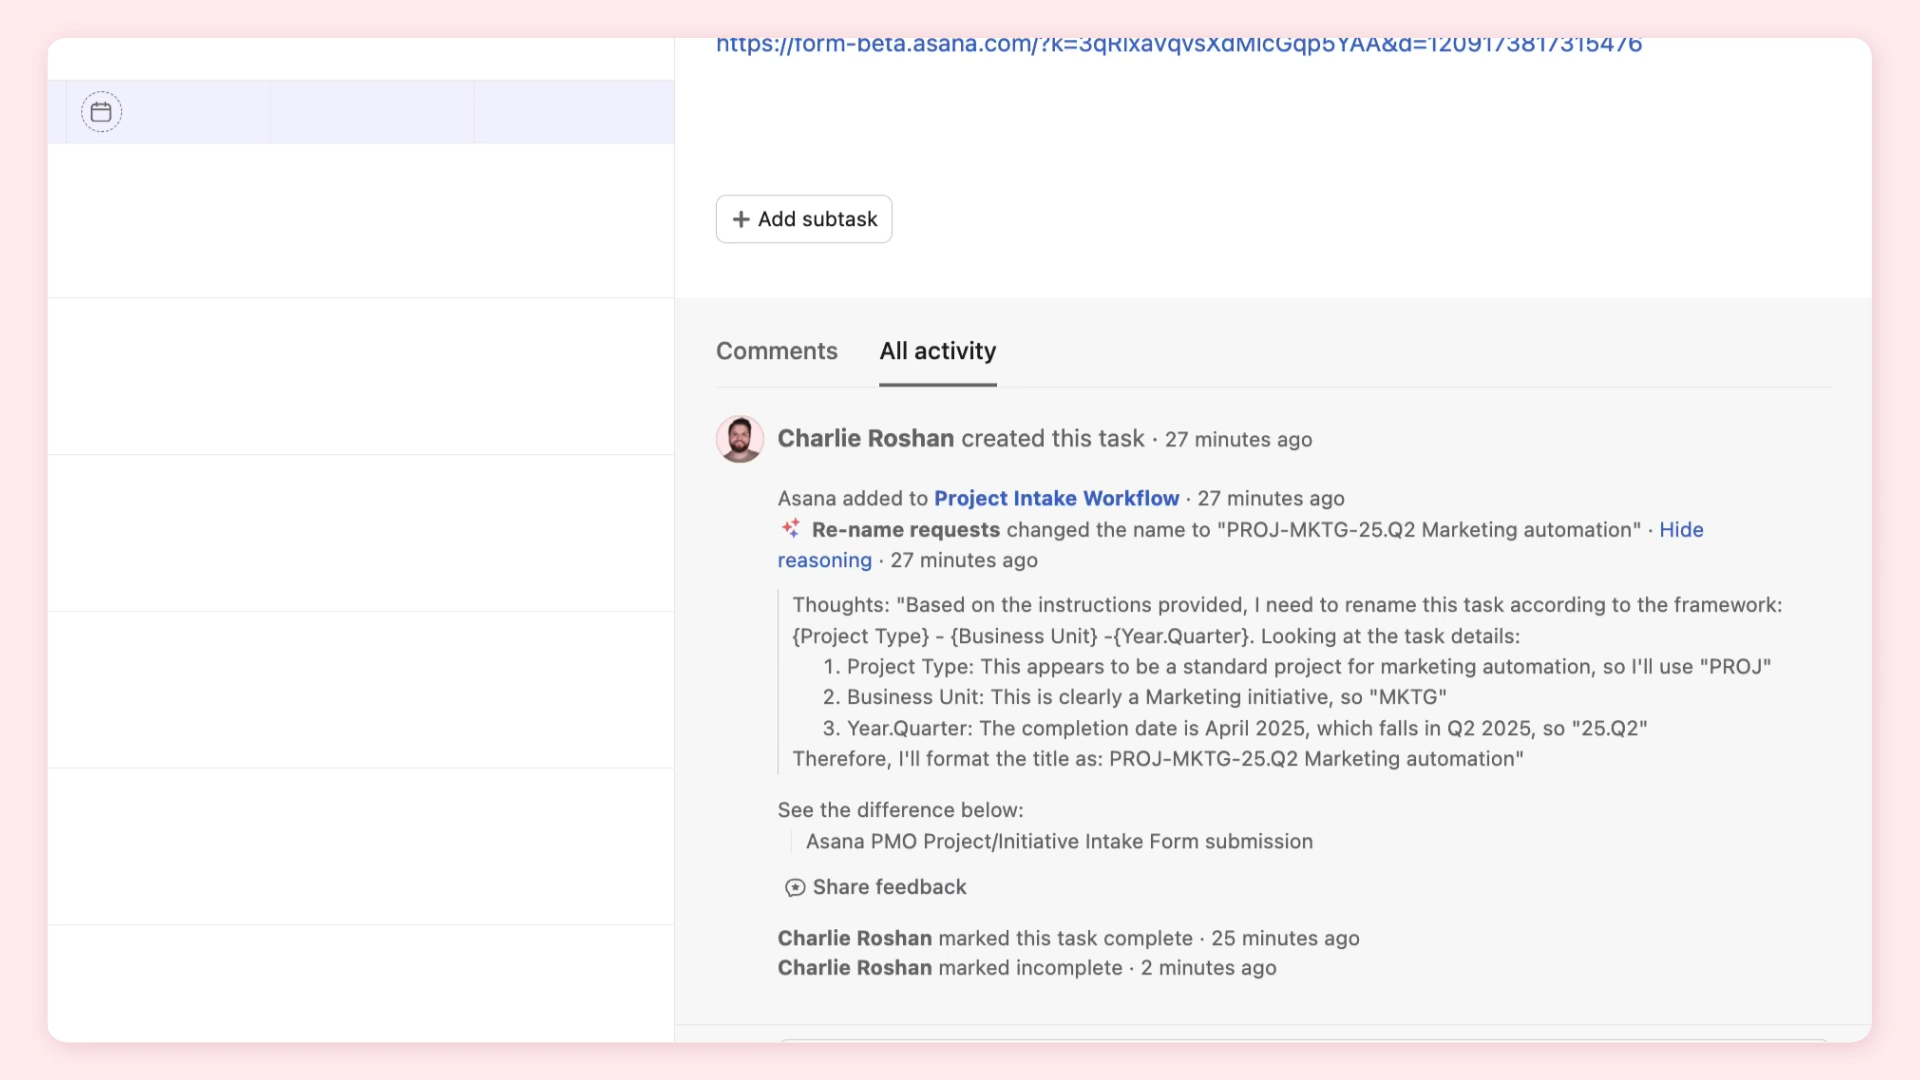 https://form-beta.asana.com/?k=3qRIxavqvsXdMIcGqp5YAA&d=1209173817315476
Add subtask
Comments
All activity
Charlie Roshan created this task · 27 minutes ago
Asana added to Project Intake Workflow · 27 minutes ago
Re-name requests changed the name to "PROJ-MKTG-25.Q2 Marketing automation" · Hide
reasoning · 27 minutes ago
Thoughts: "Based on the instructions provided, I need to rename this task according to the framework:
{Project Type} - {Business Unit} -{Year.Quarter}. Looking at the task details:
1. Project Type: This appears to be a standard project for marketing automation, so I'll use "PROJ"
2. Business Unit: This is clearly a Marketing initiative, so "MKTG"
3. Year.Quarter: The completion date is April 2025, which falls in Q2 2025, so "25.Q2"
Therefore, I'll format the title as: PROJ-MKTG-25.Q2 Marketing automation"
See the difference below:
Asana PMO Project/Initiative Intake Form submission
Share feedback
Charlie Roshan marked this task complete · 25 minutes ago
Charlie Roshan marked incomplete · 2 minutes ago